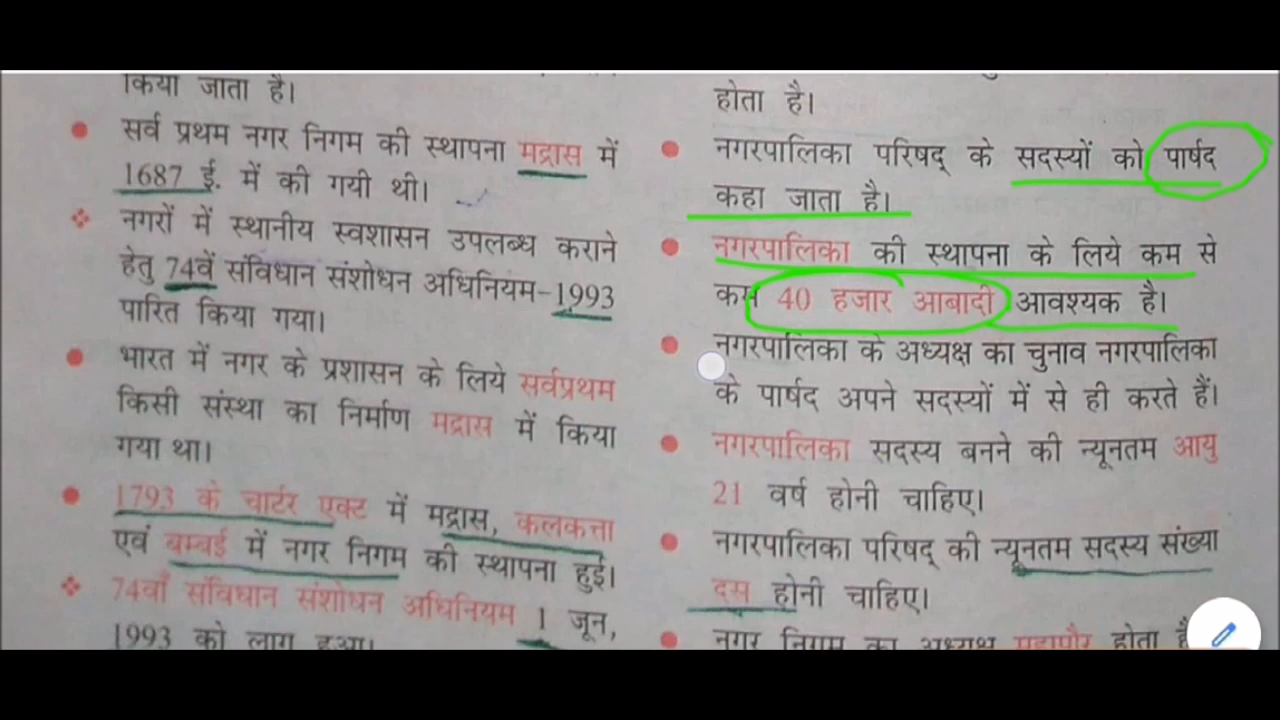 किया जाता है।
सर्व प्रथम नगर निगम की स्थापना मद्रास में
1687 ई. में की गयी थी।
नगरों में स्थानीय स्वशासन उपलब्ध कराने
हेतु 74वें संविधान संशोधन अधिनियम–1993
पारित किया गया।
भारत में नगर के प्रशासन के लिये सर्वप्रथम
किसी संस्था का निर्माण मद्रास में किया
गया था।
1793 के चार्टर एक्ट में मद्रास, कलकत्ता
एवं बम्बई में नगर निगम की स्थापना हुई।
74वाँ संविधान संशोधन अधिनियम 1 जून,
1993 को लागू हुआ।
होता है।
नगरपालिका परिषद् के सदस्यों को पार्षद
कहा जाता है।
नगरपालिका की स्थापना के लिये कम से
कम 40 हजार आबादी आवश्यक है।
नगरपालिका के अध्यक्ष का चुनाव नगरपालिका
के पार्षद अपने सदस्यों में से ही करते हैं।
नगरपालिका सदस्य बनने की न्यूनतम आयु
21 वर्ष होनी चाहिए।
नगरपालिका परिषद् की न्यूनतम सदस्य संख्या
दस होनी चाहिए।
नगर निगम का अध्यक्ष महापौर होता है